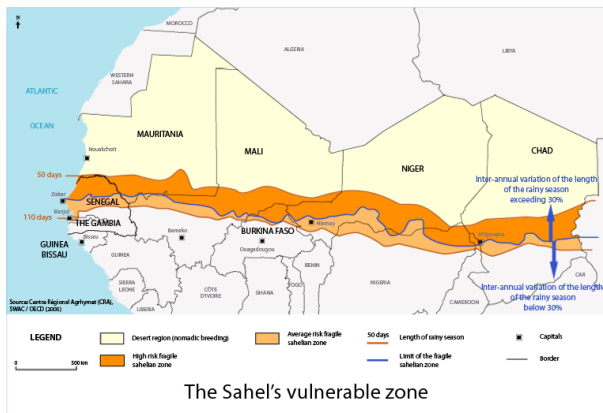 N
MOROCCO
ALGERIA
LIBYA
WESTERN
SAHARA
ATLANTIC
OCEAN
MAURITANIA
Nouakchott
MALI
NIGER
CHAD
Inter-annual variation of the length
of the rainy season
exceeding 30%
50 days
Dakar
SENEGAL
Banjul
110 days
THE GAMBIA
BURKINA FASO
Niamey
N'Djamena
GUINEA
BISSAU
Bissau
Bamako
Ouagadougou
GUINEA
BENIN
NIGERIA
Inter-annual variation of the length
of the rainy season
below 30%
SIERRA
LEONE
CÔTE
D'IVOIRE
GHANA
TOGO
CAMEROON
CAR
LIBERIA
Source: Centre Régional Agrhymet (CRA),
SWAC / OECD (2006)
LEGEND
0
500 km
Desert region (nomadic breeding)
High risk fragile
sahelian zone
Average risk fragile
sahelian zone
50 days
Length of rainy season
Limit of the fragile
sahelian zone
Capitals
Border
The Sahel's vulnerable zone